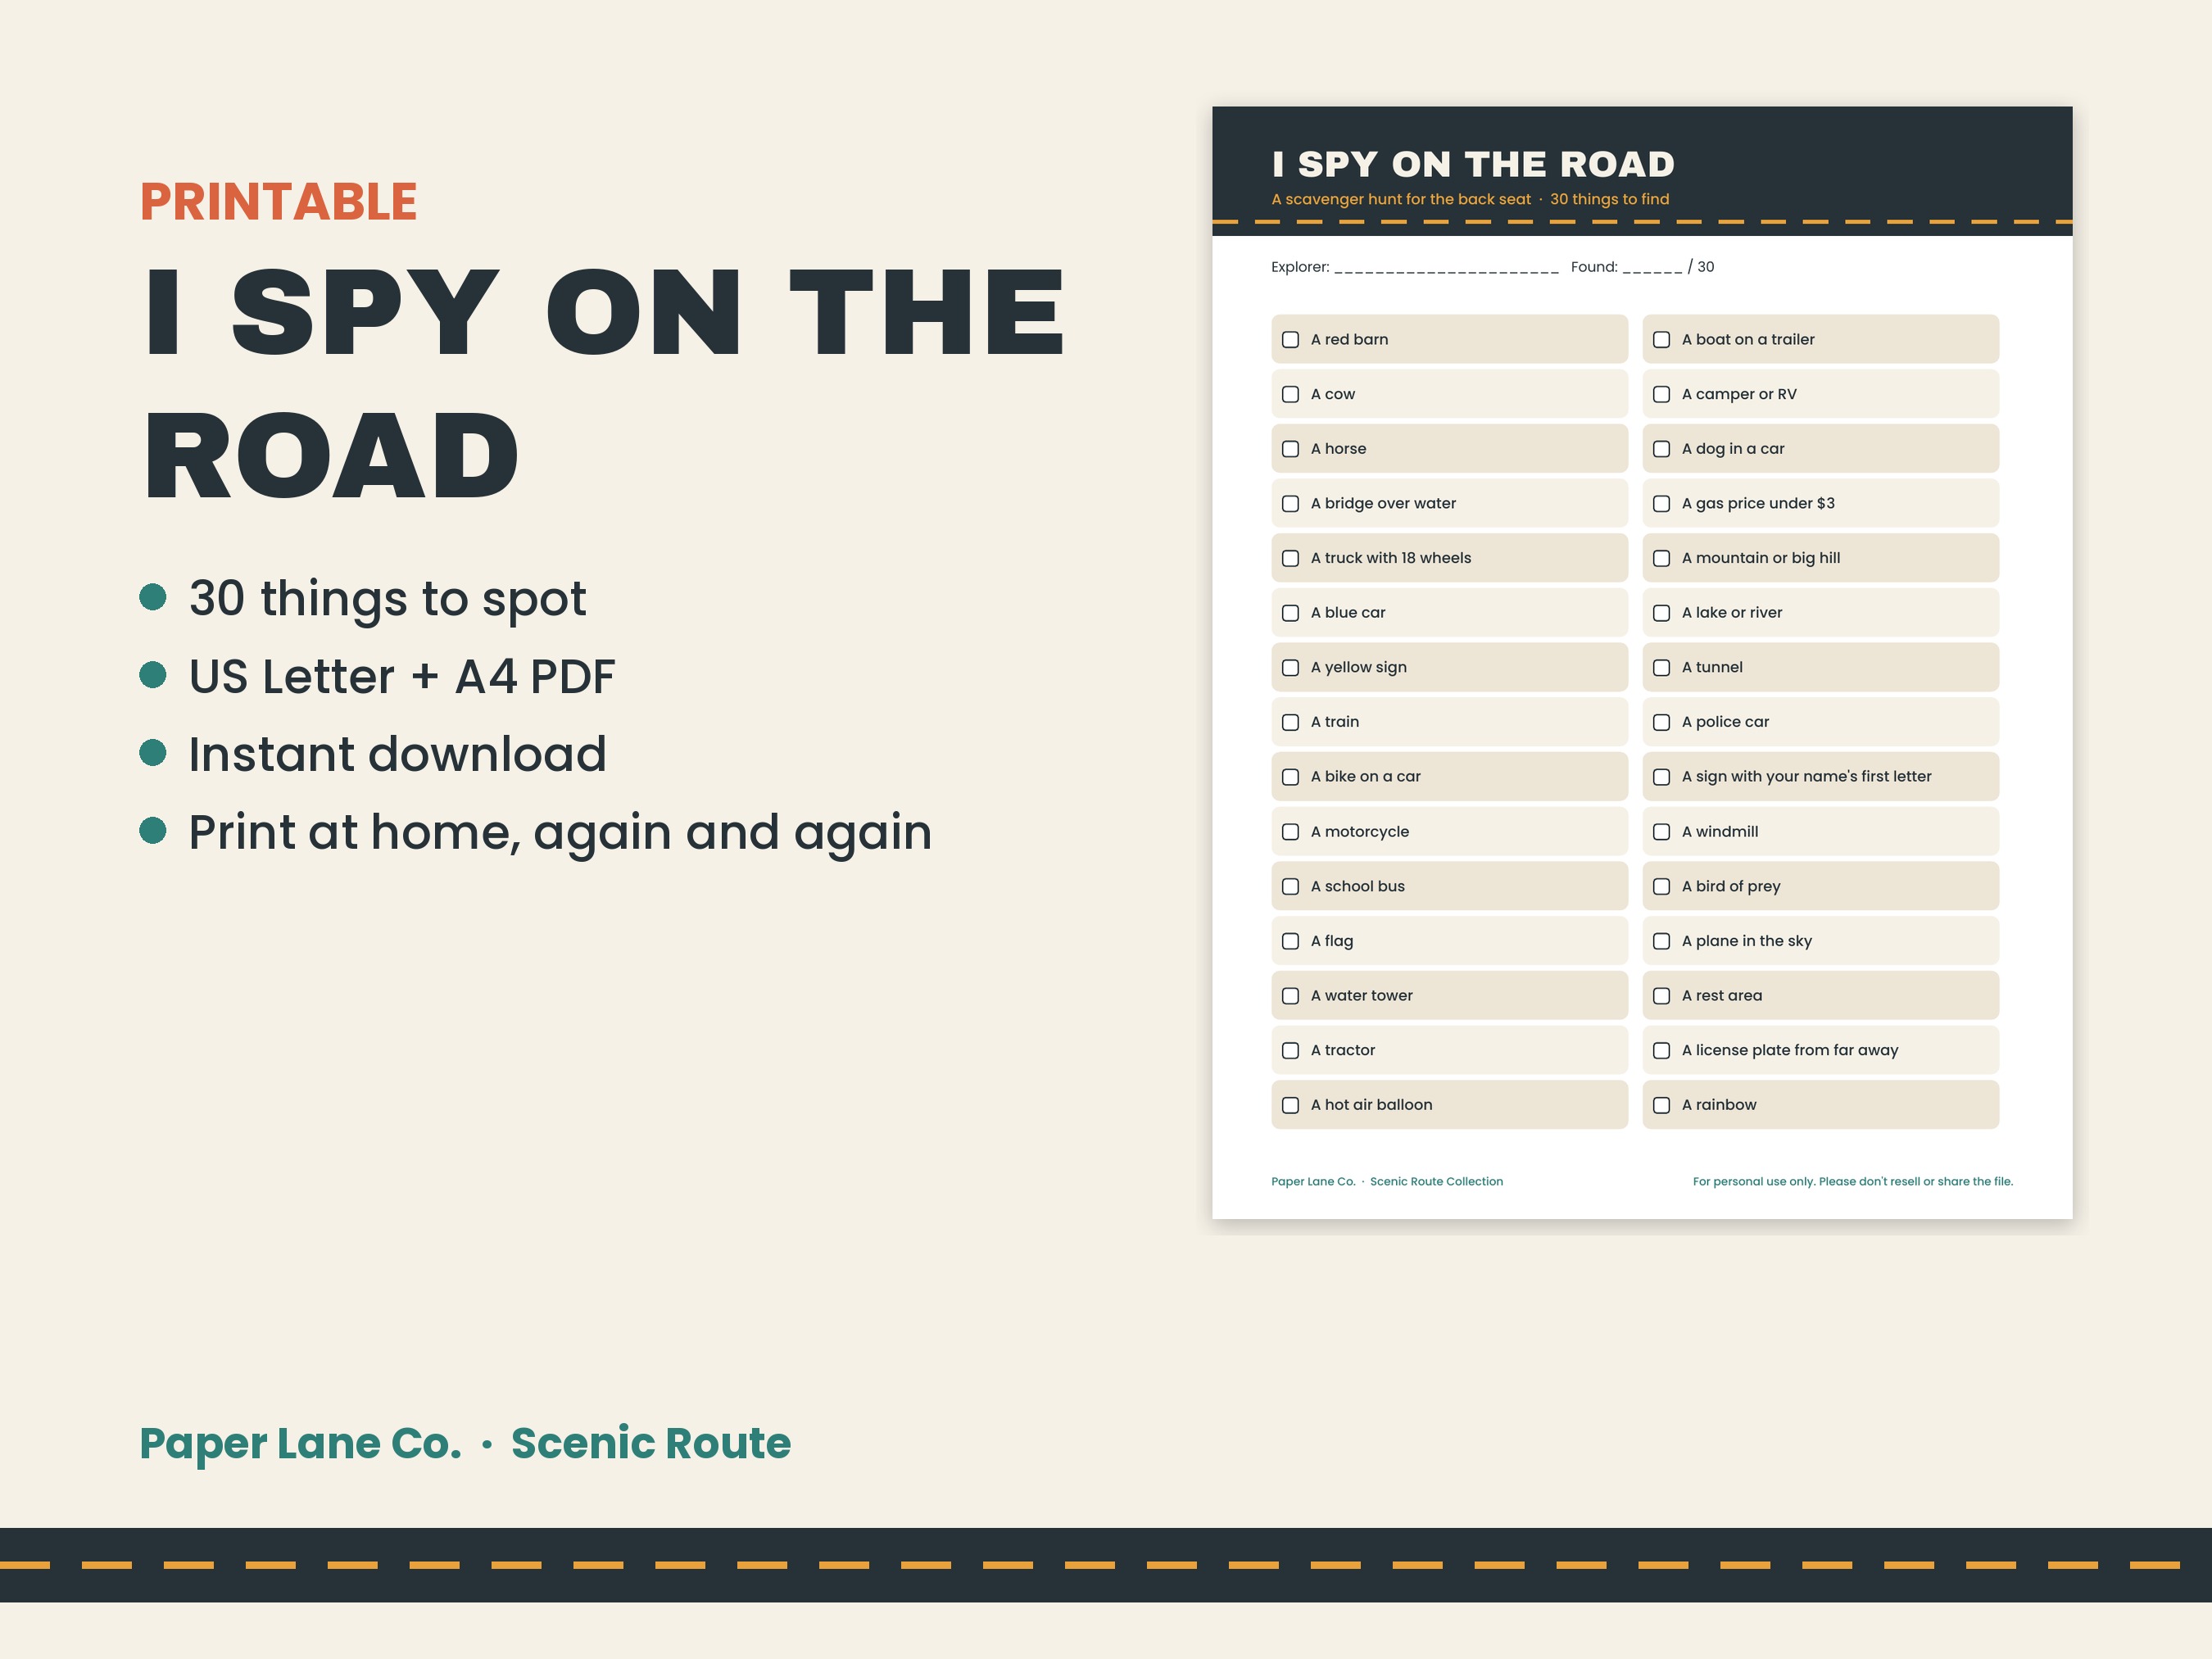 PRINTABLE
I SPY ON THE
ROAD
30 things to spot
US Letter + A4 PDF
Instant download
Print at home, again and again
Paper Lane Co. · Scenic Route
I SPY ON THE ROAD
A scavenger hunt for the back seat · 30 things to find
Explorer: ______________________ Found: ______ / 30
A red barn
A cow
A horse
A bridge over water
A truck with 18 wheels
A blue car
A yellow sign
A train
A bike on a car
A motorcycle
A school bus
A flag
A water tower
A tractor
A hot air balloon
A boat on a trailer
A camper or RV
A dog in a car
A gas price under $3
A mountain or big hill
A lake or river
A tunnel
A police car
A sign with your name's first letter
A windmill
A bird of prey
A plane in the sky
A rest area
A license plate from far away
A rainbow
Paper Lane Co. · Scenic Route Collection
For personal use only. Please don't resell or share the file.